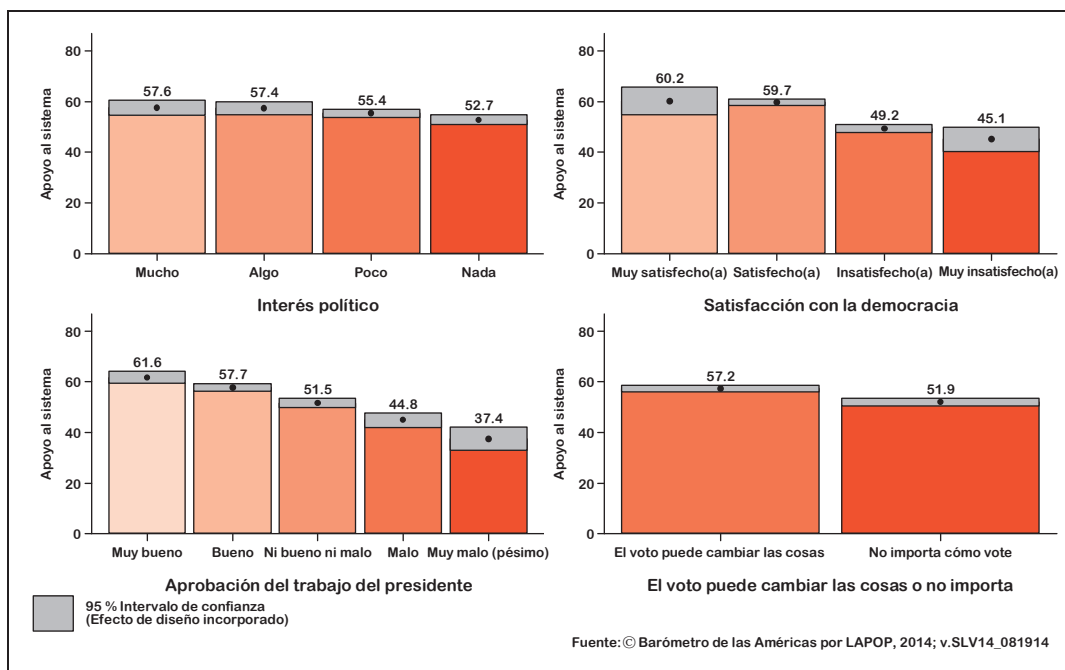 80
60
40
20
0
Apoyo al sistema
57.6
57.4
55.4
52.7
Mucho
Algo
Poco
Nada
Interés político
80
60
40
20
0
Apoyo al sistema
60.2
59.7
49.2
45.1
Muy satisfecho(a)
Satisfecho(a)
Insatisfecho(a)
Muy insatisfecho(a)
Satisfacción con la democracia
80
60
40
20
0
Apoyo al sistema
61.6
57.7
51.5
44.8
37.4
Muy bueno
Bueno
Ni bueno ni malo
Malo
Muy malo (pésimo)
Aprobación del trabajo del presidente
80
60
40
20
0
Apoyo al sistema
57.2
51.9
El voto puede cambiar las cosas
No importa cómo vote
El voto puede cambiar las cosas o no importa
95 % Intervalo de confianza
(Efecto de diseño incorporado)
Fuente: © Barómetro de las Américas por LAPOP, 2014; v.SLV14_081914